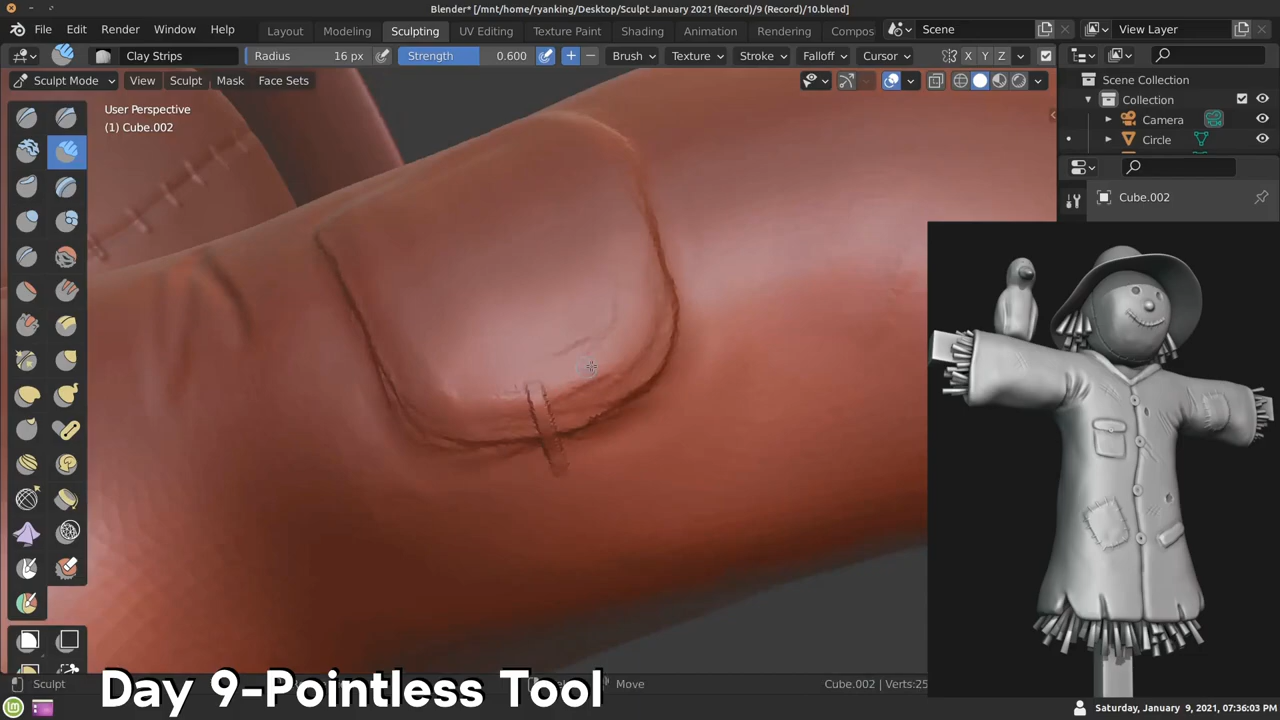 Blender* [/mnt/home/ryanking/Desktop/Sculpt January 2021 (Record)/9 (Record)/10.blend]
File Edit Render Window Help Layout Modeling Sculpting UV Editing Texture Paint Shading Animation Rendering Compos Scene View Layer
Clay Strips Radius 16 px Strength 0.600 Brush Texture Stroke Falloff Cursor X Y Z
Sculpt Mode View Sculpt Mask Face Sets
Scene Collection
Collection
Camera
Circle
User Perspective
(1) Cube.002
Cube.002
Day 9-Pointless Tool
Sculpt Move Cube.002 | Verts:25
Saturday, January 9, 2021, 7:36:03 PM